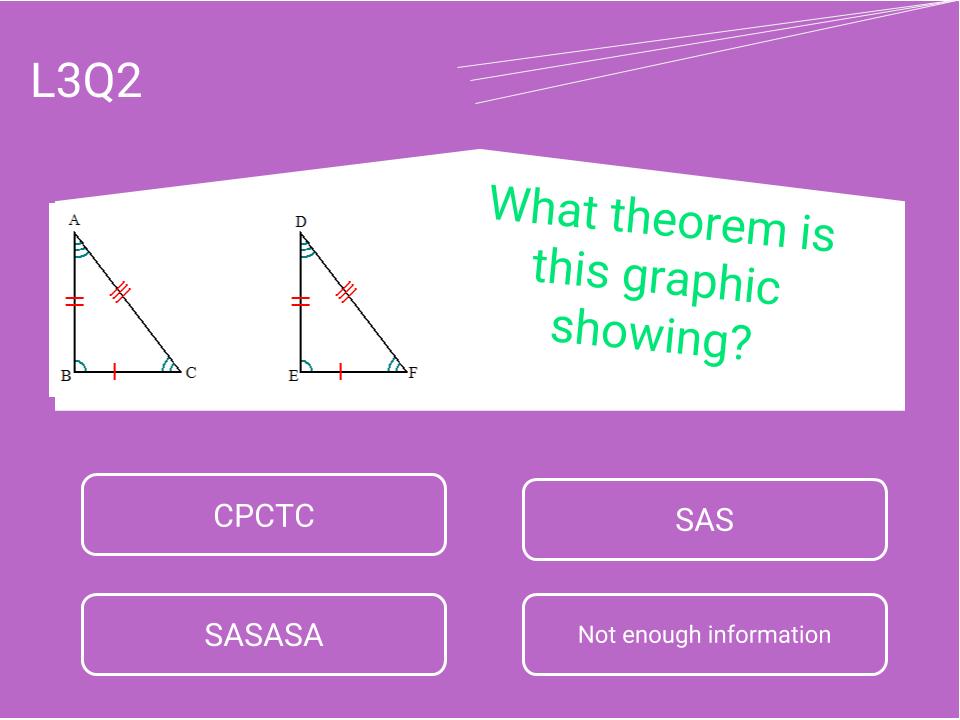 L3Q2
What theorem is
this graphic
showing?
A
D
B
C
E
F
CPCTC
SAS
SASASA
Not enough information